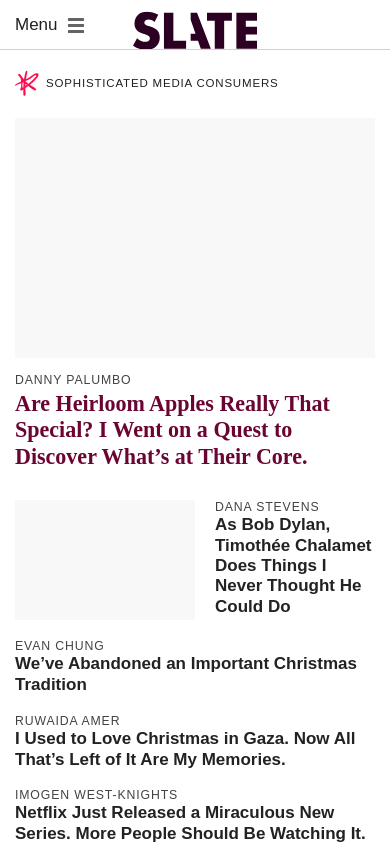 Menu
SLATE
SOPHISTICATED MEDIA CONSUMERS
DANNY PALUMBO
Are Heirloom Apples Really That
Special? I Went on a Quest to
Discover What’s at Their Core.
DANA STEVENS
As Bob Dylan,
Timothée Chalamet
Does Things I
Never Thought He
Could Do
EVAN CHUNG
We’ve Abandoned an Important Christmas
Tradition
RUWAIDA AMER
I Used to Love Christmas in Gaza. Now All
That’s Left of It Are My Memories.
IMOGEN WEST-KNIGHTS
Netflix Just Released a Miraculous New
Series. More People Should Be Watching It.